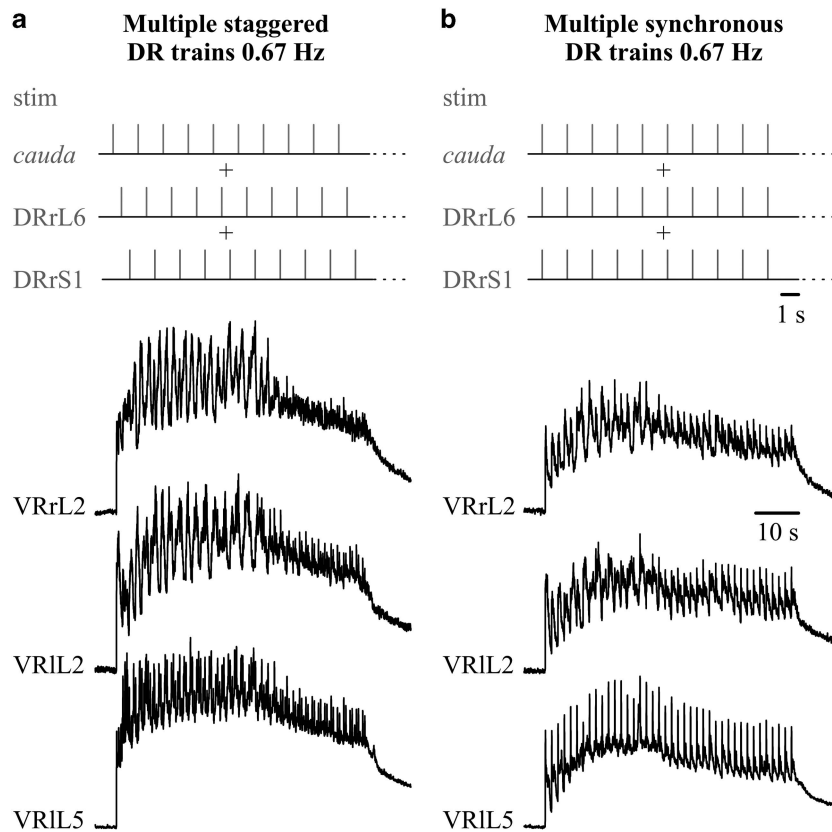 a
Multiple staggered
DR trains 0.67 Hz
stim
cauda
+
DRrL6
+
DRrS1
VRrL2
VRlL2
VRlL5
b
Multiple synchronous
DR trains 0.67 Hz
stim
cauda
+
DRrL6
+
DRrS1
1 s
VRrL2
10 s
VRlL2
VRlL5